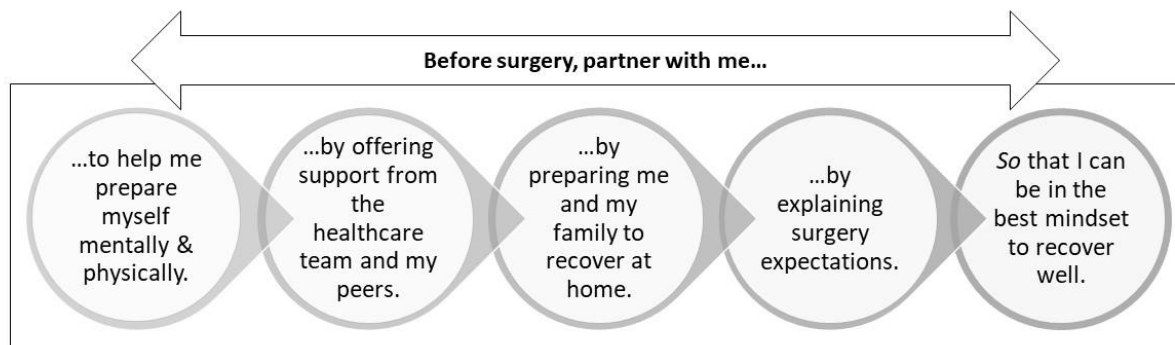 Before surgery, partner with me...
...to help me
prepare
myself
mentally &
physically.
...by offering
support from
the
healthcare
team and my
peers.
...by
preparing me
and my
family to
recover at
home.
...by
explaining
surgery
expectations.
So that I can
be in the
best mindset
to recover
well.